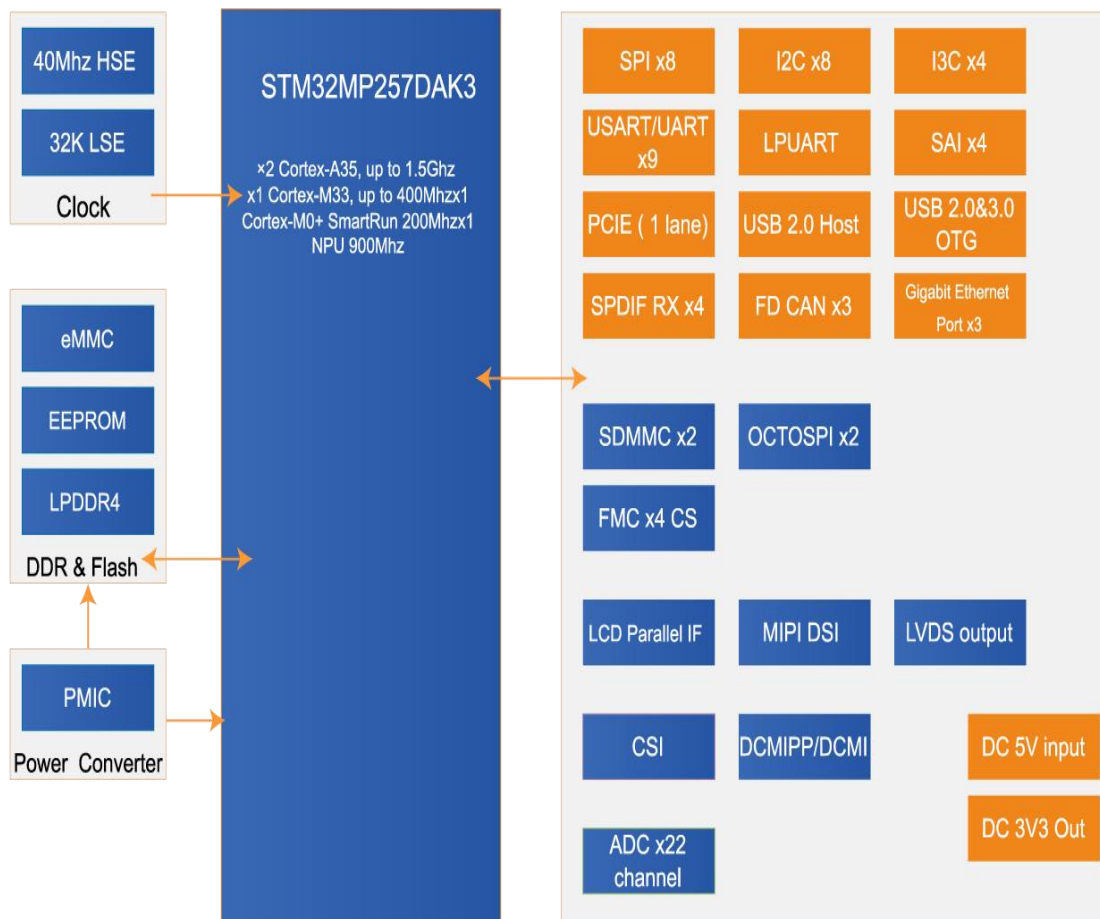 40Mhz HSE
32K LSE
Clock
eMMC
EEPROM
LPDDR4
DDR & Flash
PMIC
Power Converter
STM32MP257DAK3
×2 Cortex-A35, up to 1.5Ghz
x1 Cortex-M33, up to 400Mhzx1
Cortex-M0+ SmartRun 200Mhzx1
NPU 900Mhz
SPI x8
I2C x8
I3C x4
USART/UART
x9
LPUART
SAI x4
PCIE ( 1 lane)
USB 2.0 Host
USB 2.0&3.0
OTG
SPDIF RX x4
FD CAN x3
Gigabit Ethernet
Port x3
SDMMC x2
OCTOSPI x2
FMC x4 CS
LCD Parallel IF
MIPI DSI
LVDS output
CSI
DCMIPP/DCMI
DC 5V input
DC 3V3 Out
ADC x22
channel